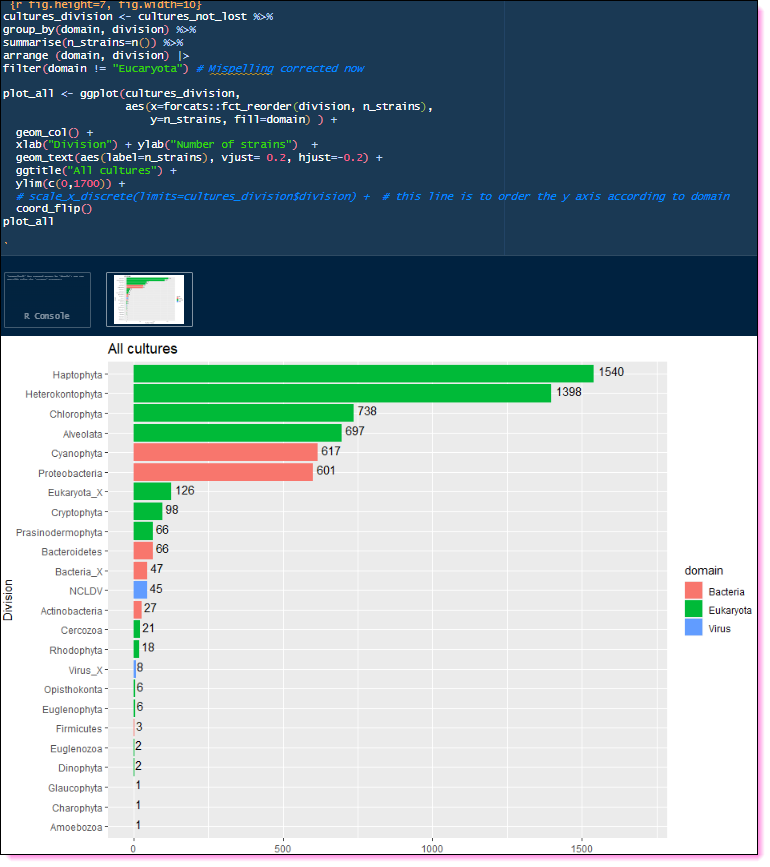 {r fig.height=7, fig.width=10}
cultures_division <- cultures_not_lost %>%
group_by(domain, division) %>%
summarise(n_strains=n()) %>%
arrange (domain, division) |>
filter(domain != "Eucaryota") # Mispelling corrected now
plot_all <- ggplot(cultures_division,
aes(x=forcats::fct_reorder(division, n_strains),
y=n_strains, fill=domain) ) +
geom_col() +
xlab("Division") + ylab("Number of strains") +
geom_text(aes(label=n_strains), vjust= 0.2, hjust=-0.2) +
ggtitle("All cultures") +
ylim(c(0,1700)) +
# scale_x_discrete(limits=cultures_division$division) + # this line is to order the y axis according to domain
coord_flip()
plot_all
`
R Console
All cultures
Haptophyta 1540
Heterokontophyta 1398
Chlorophyta 738
Alveolata 697
Cyanophyta 617
Proteobacteria 601
Eukaryota_X 126
Cryptophyta 98
Prasinodermophyta 66
Bacteroidetes 66
Bacteria_X 47
NCLDV 45
Actinobacteria 27
Cercozoa 21
Rhodophyta 18
Virus_X 8
Opisthokonta 6
Euglenophyta 6
Firmicutes 3
Euglenozoa 2
Dinophyta 2
Glaucophyta 1
Charophyta 1
Amoebozoa 1
Division
0 500 1000 1500
domain
Bacteria
Eukaryota
Virus